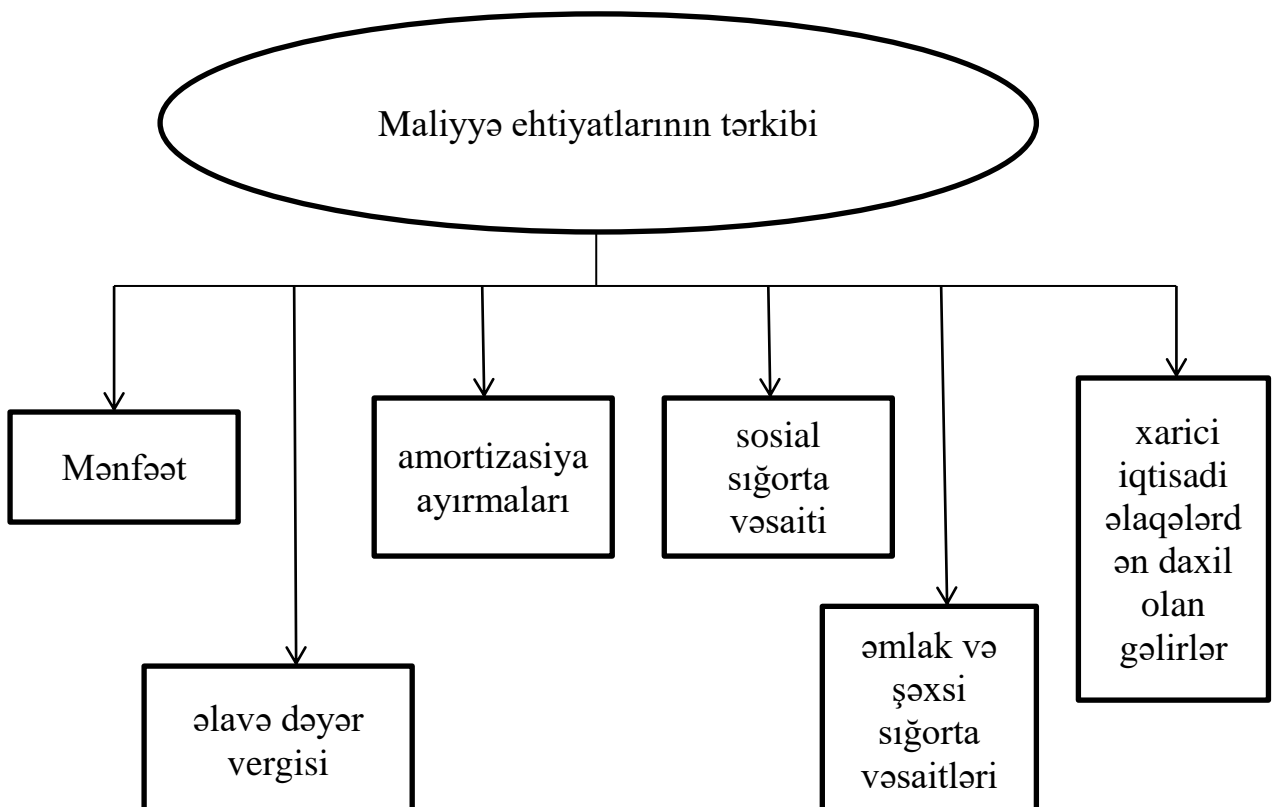 Maliyyə ehtiyatlarının tərkibi
Mənfəət
əlavə dəyər
vergisi
amortizasiya
ayırmaları
sosial
sığorta
vəsaiti
əmlak və
şəxsi
sığorta
vəsaitləri
xarici
iqtisadi
əlaqələrd
ən daxil
olan
gəlirlər